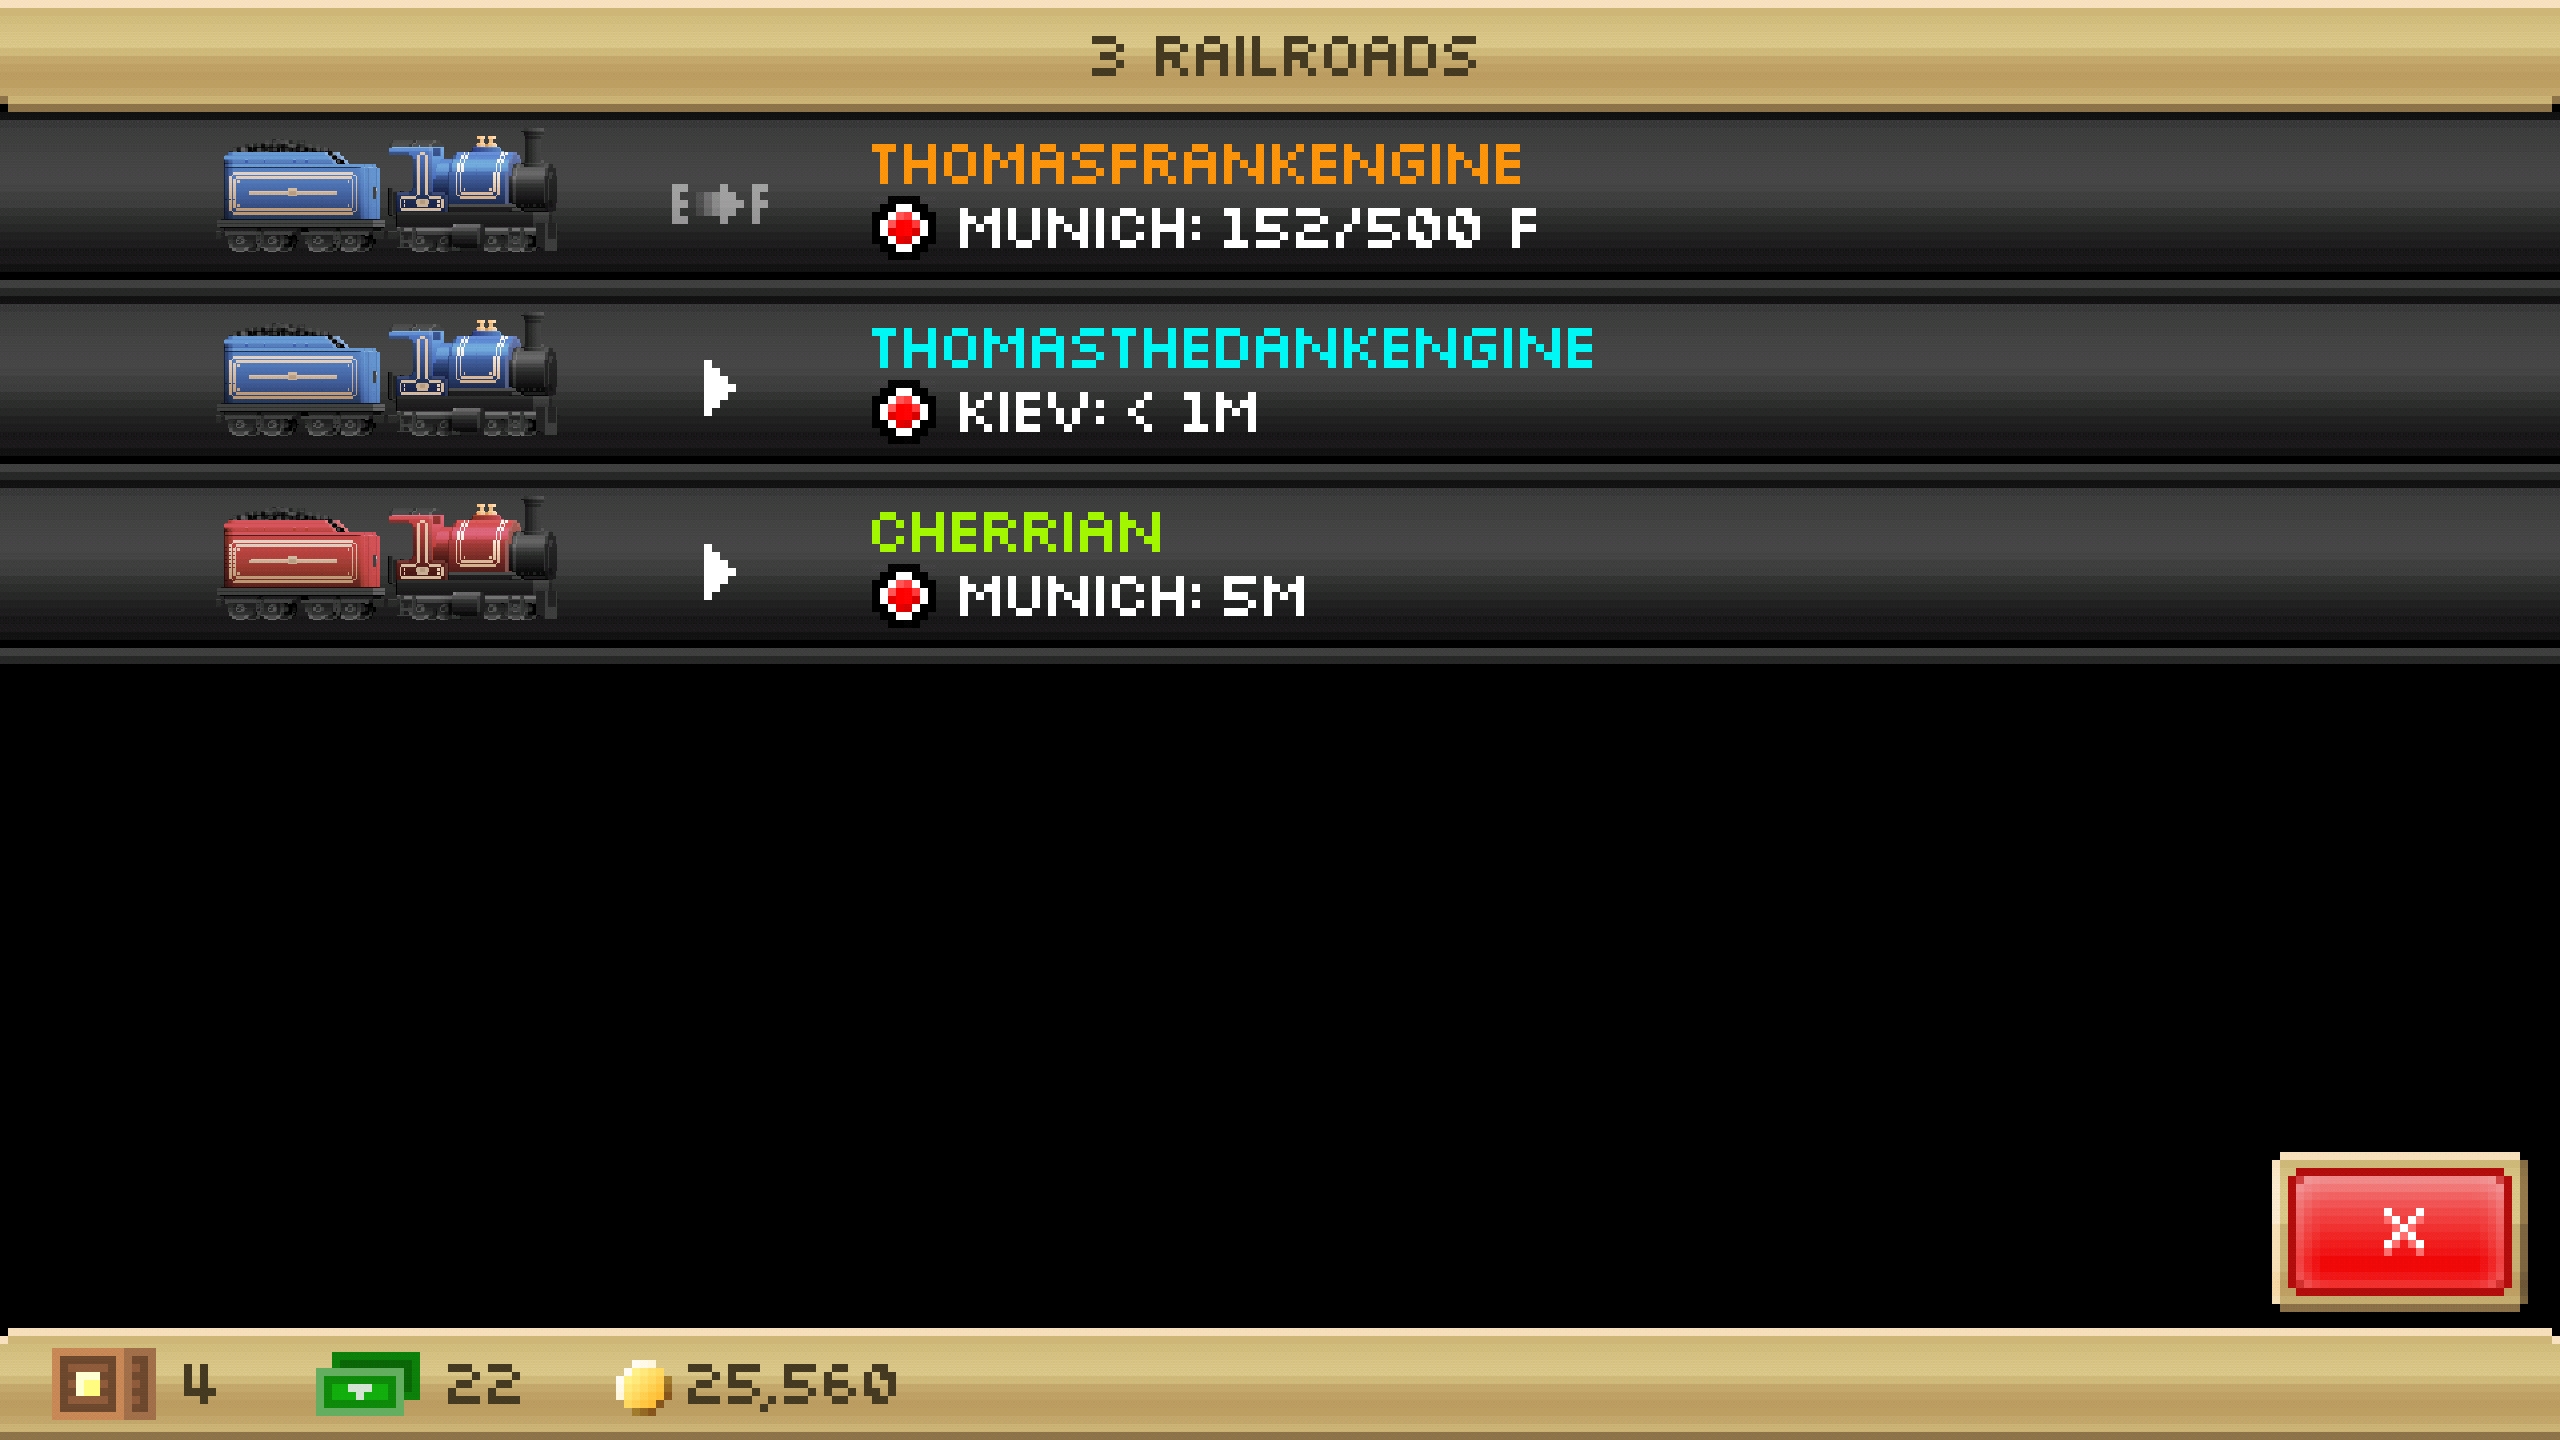 3 RAILROADS
THOMASFRANKENGINE
E F
MUNICH: 152/500 F
THOMASTHEDANKENGINE
KIEV: < 1M
CHERRIAN
MUNICH: 5M
X
4 22 25,560